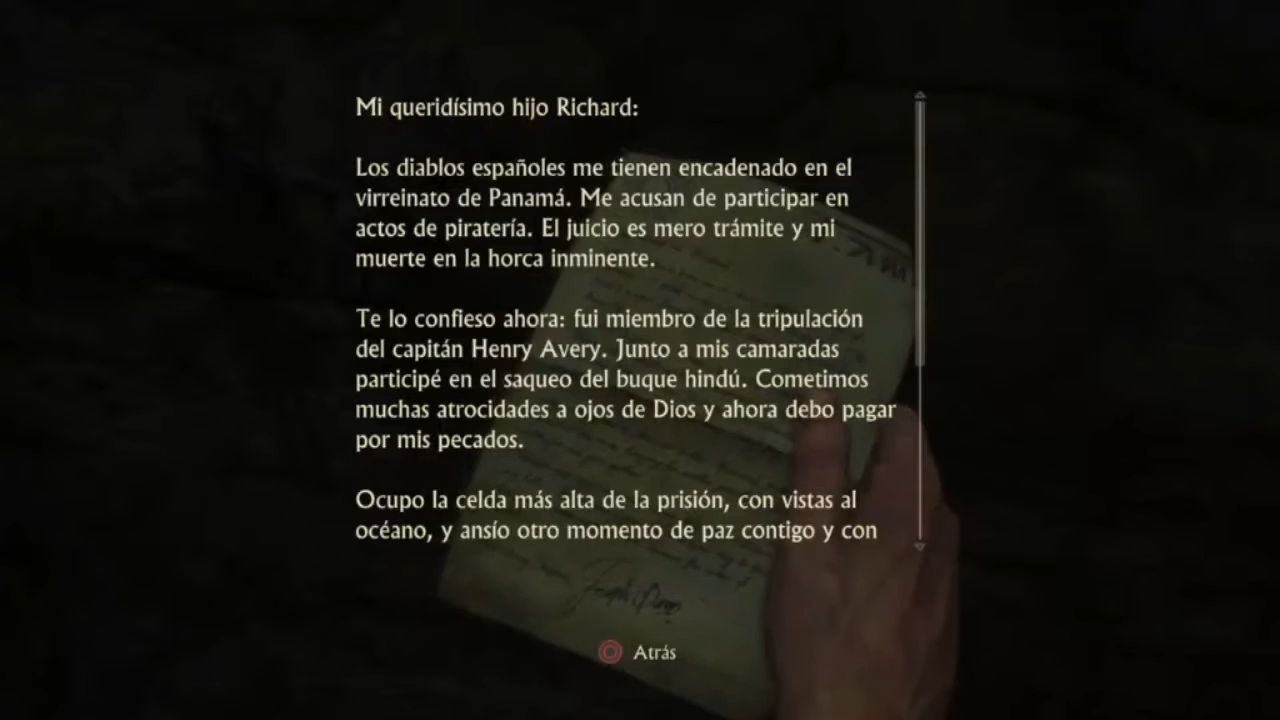 Mi queridísimo hijo Richard:
Los diablos españoles me tienen encadenado en el
virreinato de Panamá. Me acusan de participar en
actos de piratería. El juicio es mero trámite y mi
muerte en la horca inminente.
Te lo confieso ahora: fui miembro de la tripulación
del capitán Henry Avery. Junto a mis camaradas
participé en el saqueo del buque hindú. Cometimos
muchas atrocidades a ojos de Dios y ahora debo pagar
por mis pecados.
Ocupo la celda más alta de la prisión, con vistas al
océano, y ansío otro momento de paz contigo y con
Atrás